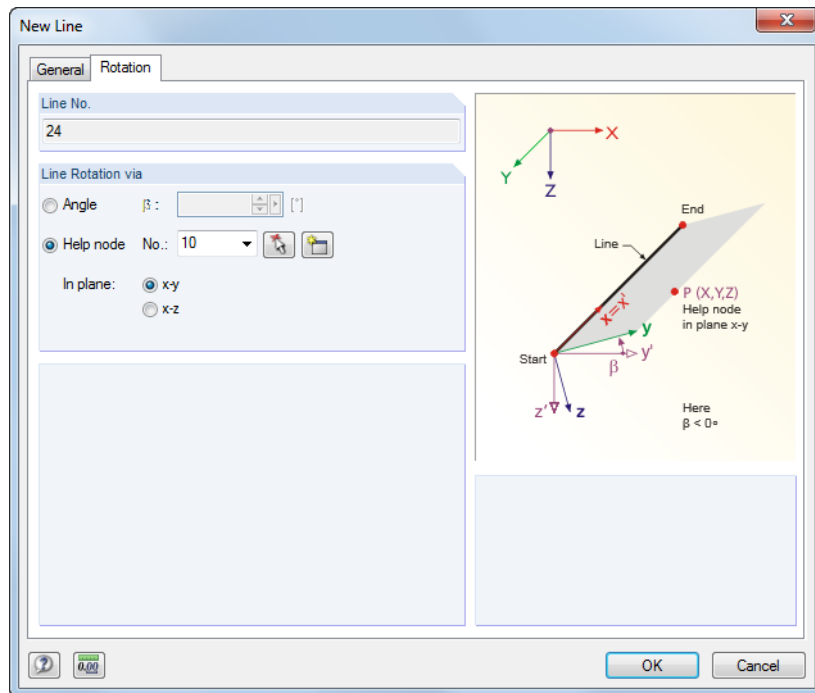 New Line
General Rotation
Line No.
24
Line Rotation via
Angle β : [°]
Help node No.: 10
In plane: x-y
x-z
X
Y
Z
End
Line
x=x'
P (X,Y,Z)
Help node
in plane x-y
y
Start
y'
β
z' z
Here
β < 0°
0.00
OK Cancel